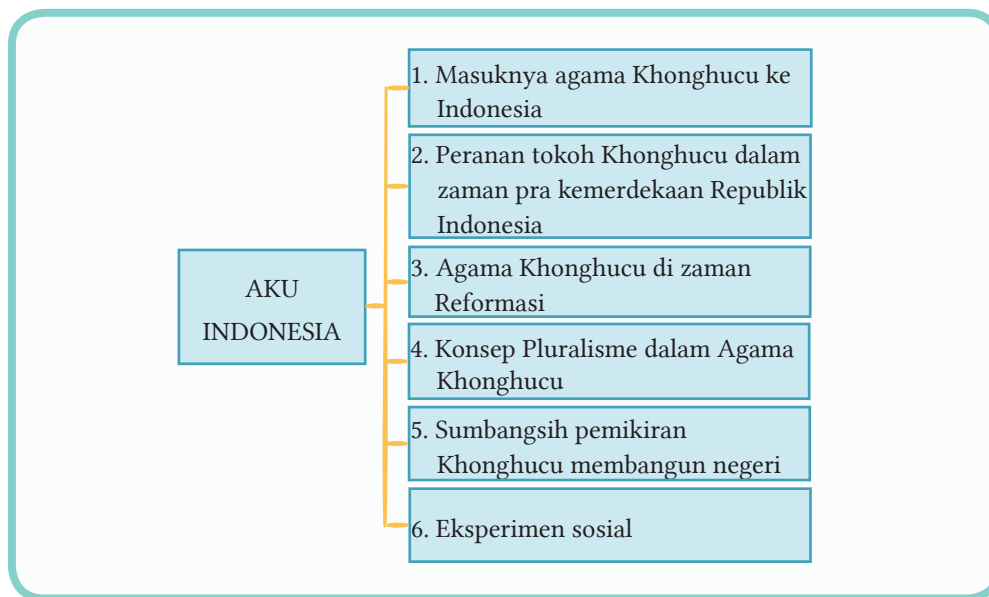 AKU
INDONESIA
1. Masuknya agama Khonghucu ke
Indonesia
2. Peranan tokoh Khonghucu dalam
zaman pra kemerdekaan Republik
Indonesia
3. Agama Khonghucu di zaman
Reformasi
4. Konsep Pluralisme dalam Agama
Khonghucu
5. Sumbangsih pemikiran
Khonghucu membangun negeri
6. Eksperimen sosial